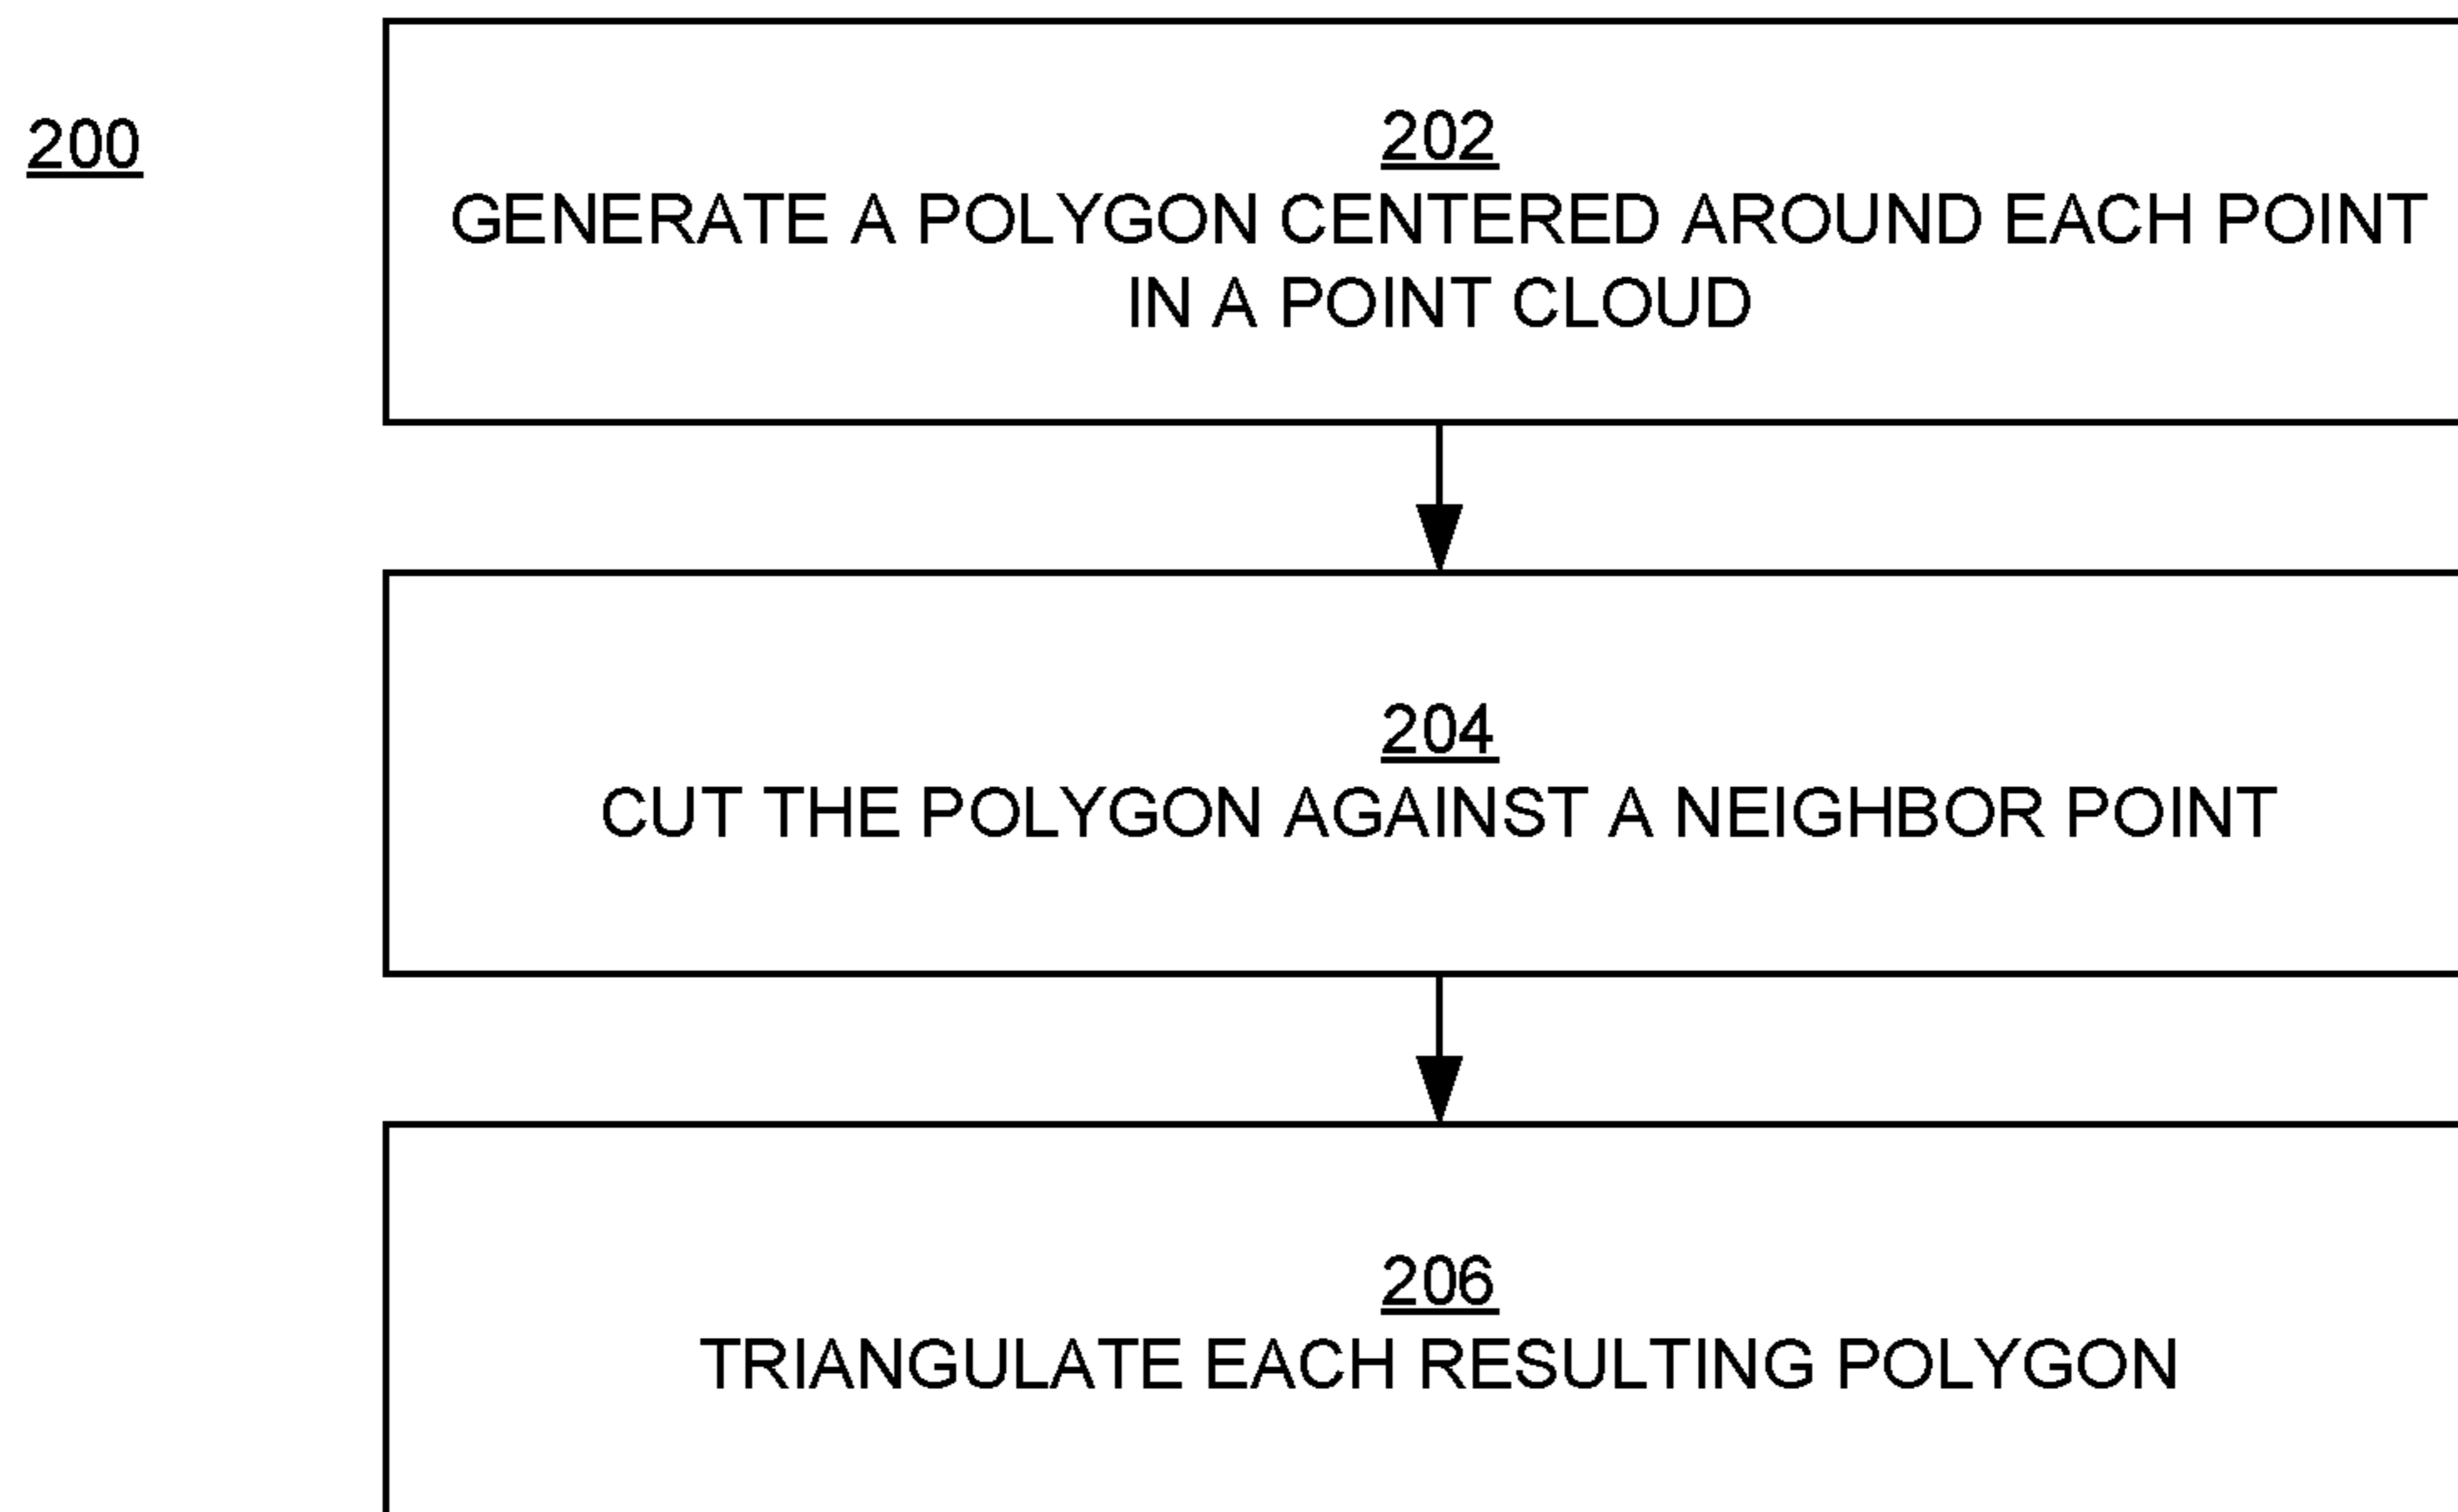 200
202
GENERATE A POLYGON CENTERED AROUND EACH POINT
IN A POINT CLOUD
204
CUT THE POLYGON AGAINST A NEIGHBOR POINT
206
TRIANGULATE EACH RESULTING POLYGON